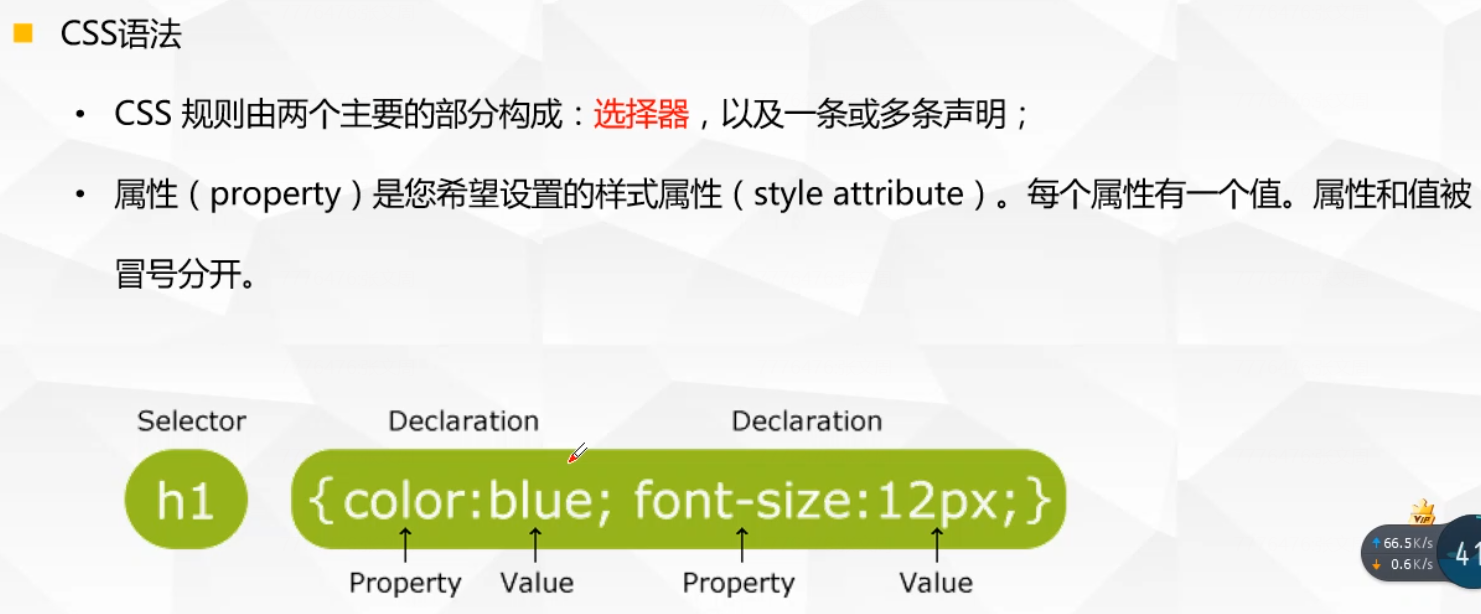 CSS语法
• CSS 规则由两个主要的部分构成：选择器，以及一条或多条声明；
• 属性（property）是您希望设置的样式属性（style attribute）。每个属性有一个值。属性和值被
冒号分开。
Selector Declaration Declaration
h1 {color:blue; font-size:12px;}
Property Value Property Value
VIP
66.5K/s
0.6K/s
41